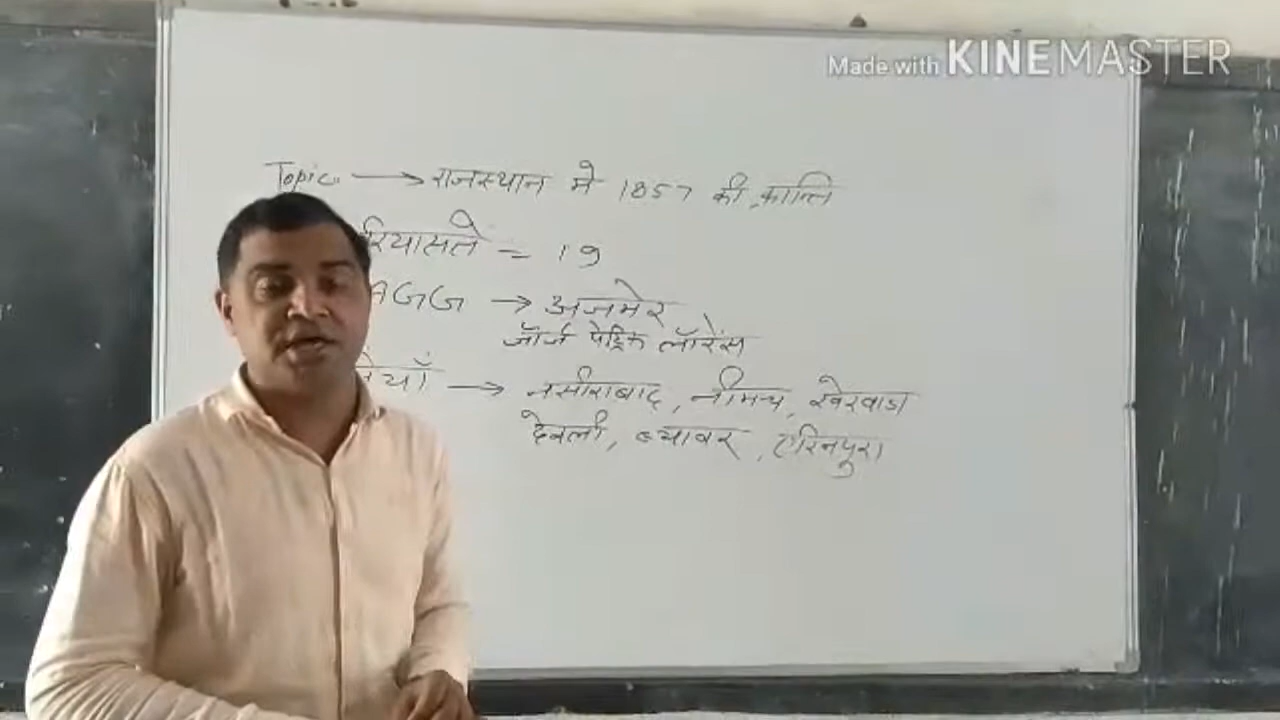 Made with KINEMASTER
Topic → राजस्थान मे 1857 की क्रान्ति
रियासते = 19
AGG → अजमेर
जॉर्ज पेट्रिक लॉरेंस
→ नसीराबाद, नीमच, खेरवाडा
देवली, ब्यावर, एरिनपुरा